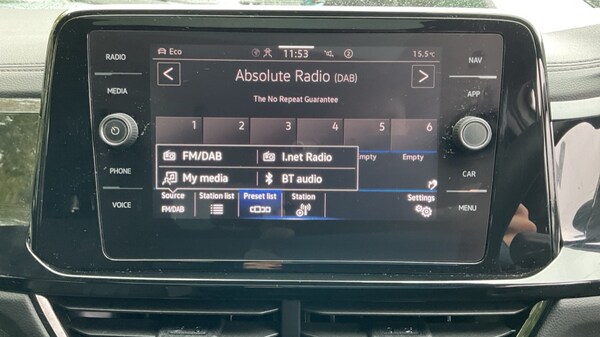 RADIO
MEDIA
PHONE
VOICE
Eco
11:53
15.5°C
Absolute Radio (DAB)
The No Repeat Guarantee
1 2 3 4 5 6
empty Empty
FM/DAB I.net Radio
My media BT audio
Source Station list Preset list Station Settings
FM/DAB
NAV
APP
CAR
MENU